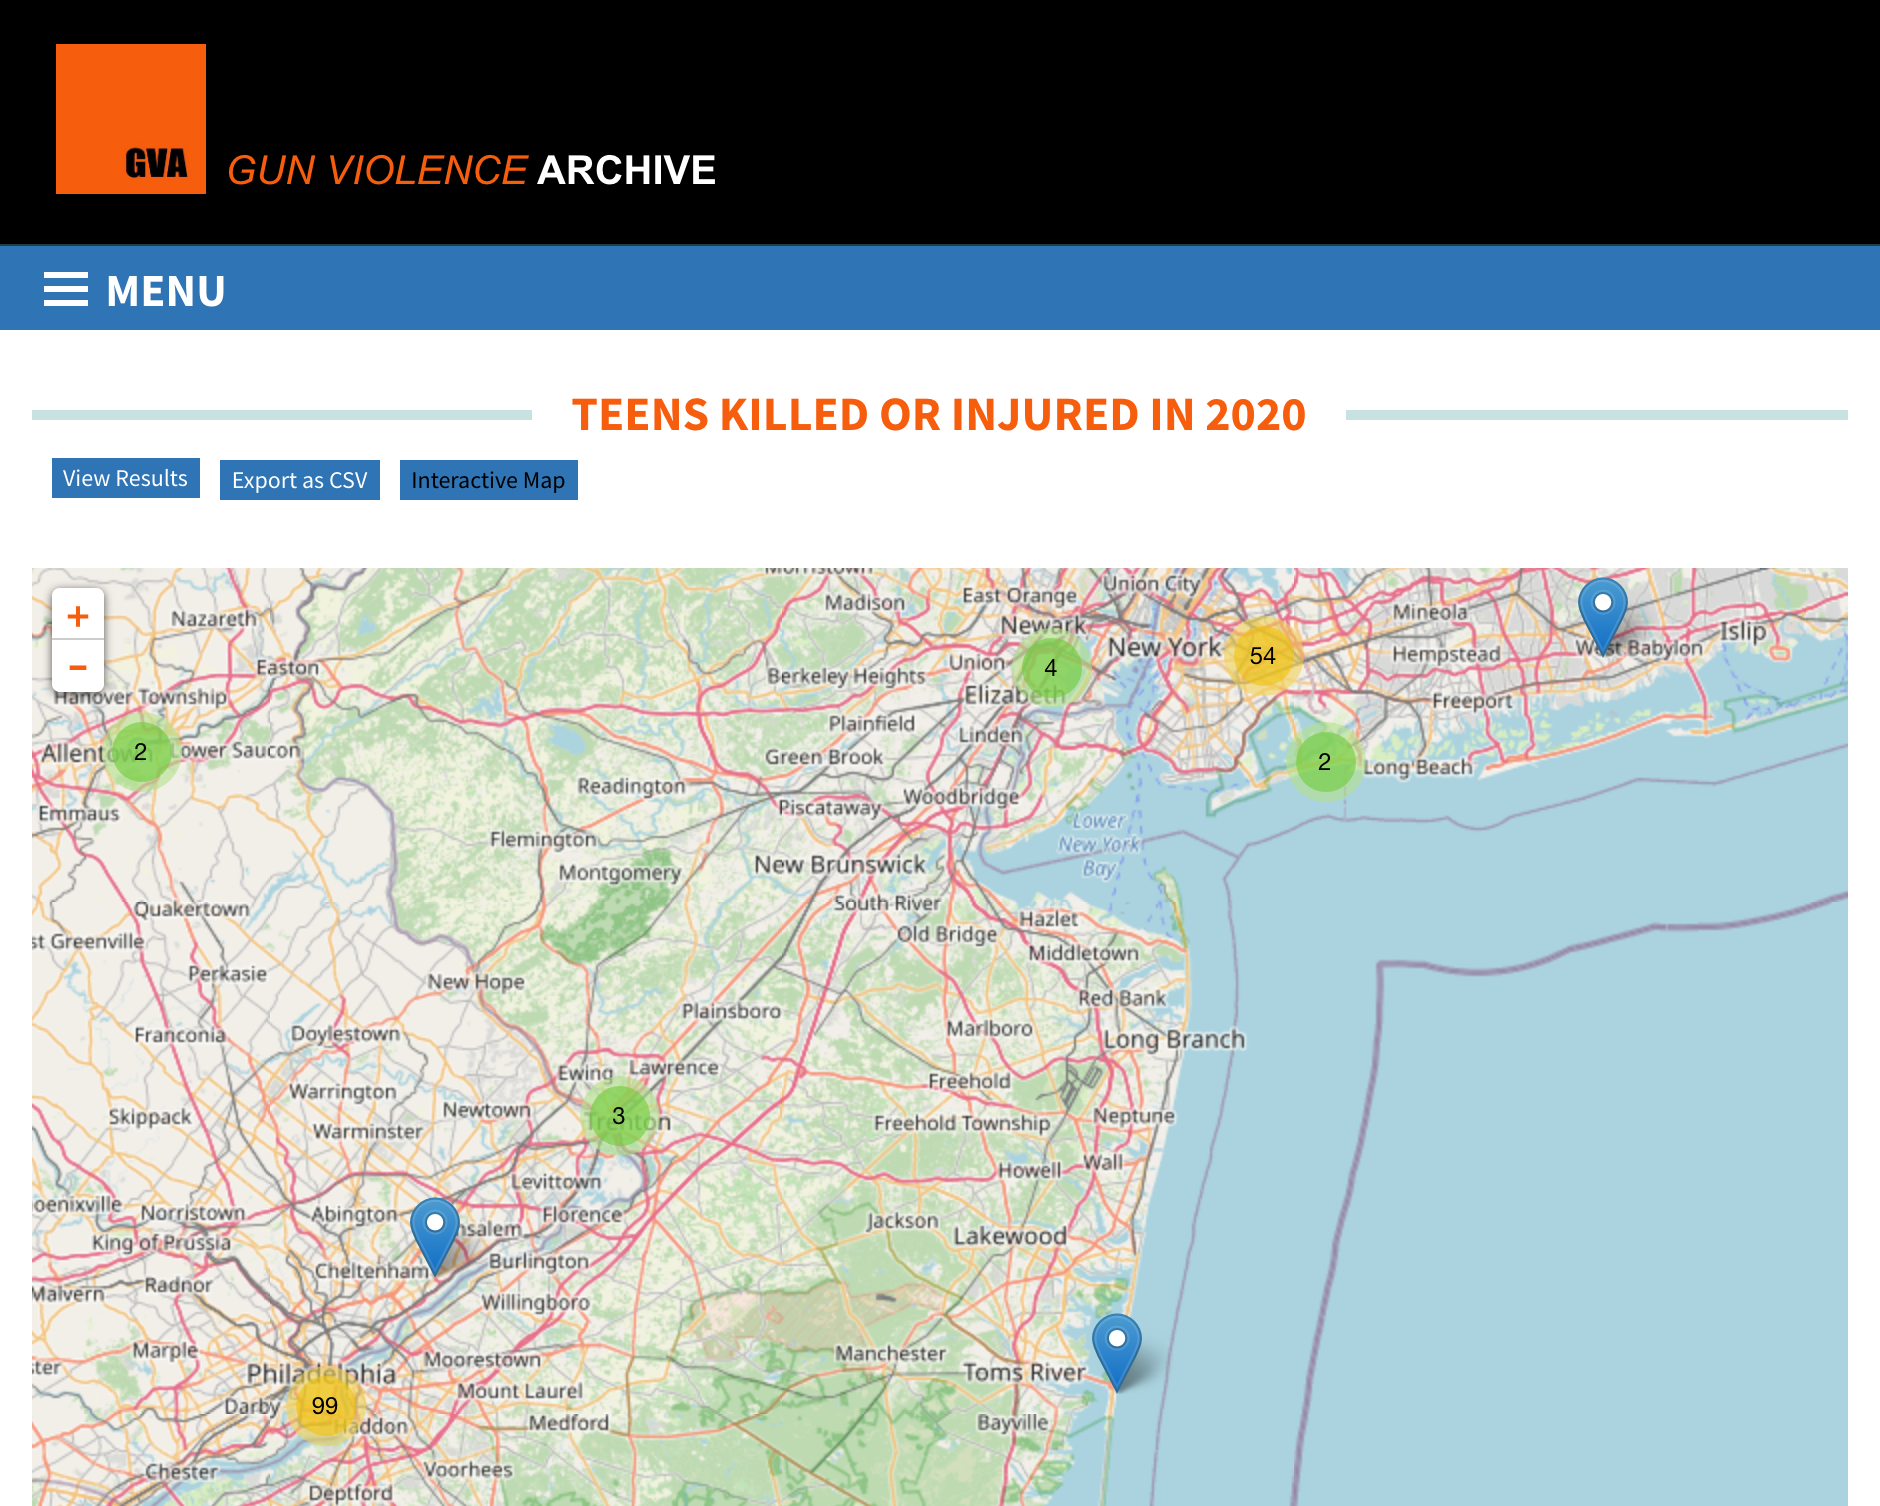 GVA
GUN VIOLENCE ARCHIVE
MENU
TEENS KILLED OR INJURED IN 2020
View Results
Export as CSV
Interactive Map
+
−
Morristown
Union City
Madison
East Orange
Nazareth
Mineola
Newark
Islip
New York
54
West Babylon
Hempstead
Union
4
Easton
Berkeley Heights
Elizabeth
Hanover Township
Freeport
Plainfield
Linden
2
Lower Saucon
Green Brook
2
Long Beach
Readington
Woodbridge
Piscataway
Emmaus
Lower
New York
Bay
Flemington
New Brunswick
Montgomery
South River
Quakertown
Hazlet
Old Bridge
st Greenville
Middletown
Perkasie
New Hope
Red Bank
Plainsboro
Marlboro
Franconia
Doylestown
Long Branch
Lawrence
Ewing
Freehold
Warrington
Newtown
Skippack
3
Trenton
Neptune
Freehold Township
Warminster
Wall
Howell
Levittown
oenixville
Norristown
Abington
Florence
Jackson
nsalem
Lakewood
King of Prussia
Burlington
Cheltenham
Radnor
Malvern
Willingboro
Marple
Manchester
Moorestown
ter
Philadelphia
Toms River
Mount Laurel
Darby
99
Haddon
Medford
Bayville
Chester
Voorhees
Deptford